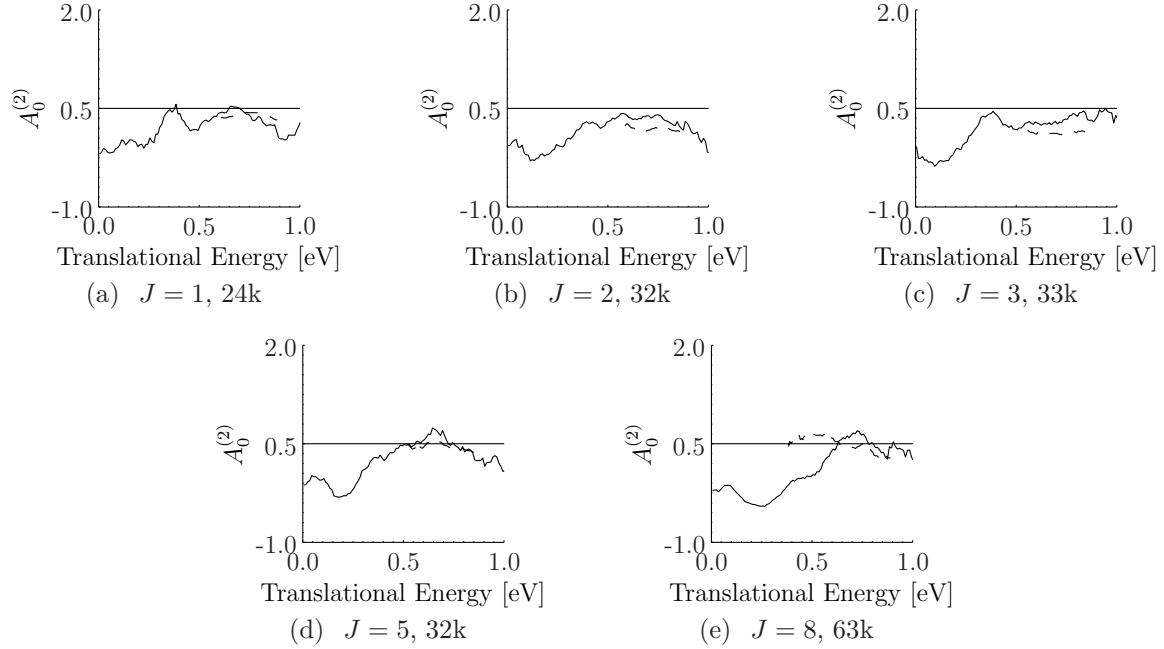 2.0 2.0 2.0
A_0^{(2)} 0.5 A_0^{(2)} 0.5 A_0^{(2)} 0.5
-1.0 -1.0 -1.0
0.0 0.5 1.0 0.0 0.5 1.0 0.0 0.5 1.0
Translational Energy [eV] Translational Energy [eV] Translational Energy [eV]
(a) J = 1, 24k (b) J = 2, 32k (c) J = 3, 33k
2.0 2.0
A_0^{(2)} 0.5 A_0^{(2)} 0.5
-1.0 -1.0
0.0 0.5 1.0 0.0 0.5 1.0
Translational Energy [eV] Translational Energy [eV]
(d) J = 5, 32k (e) J = 8, 63k